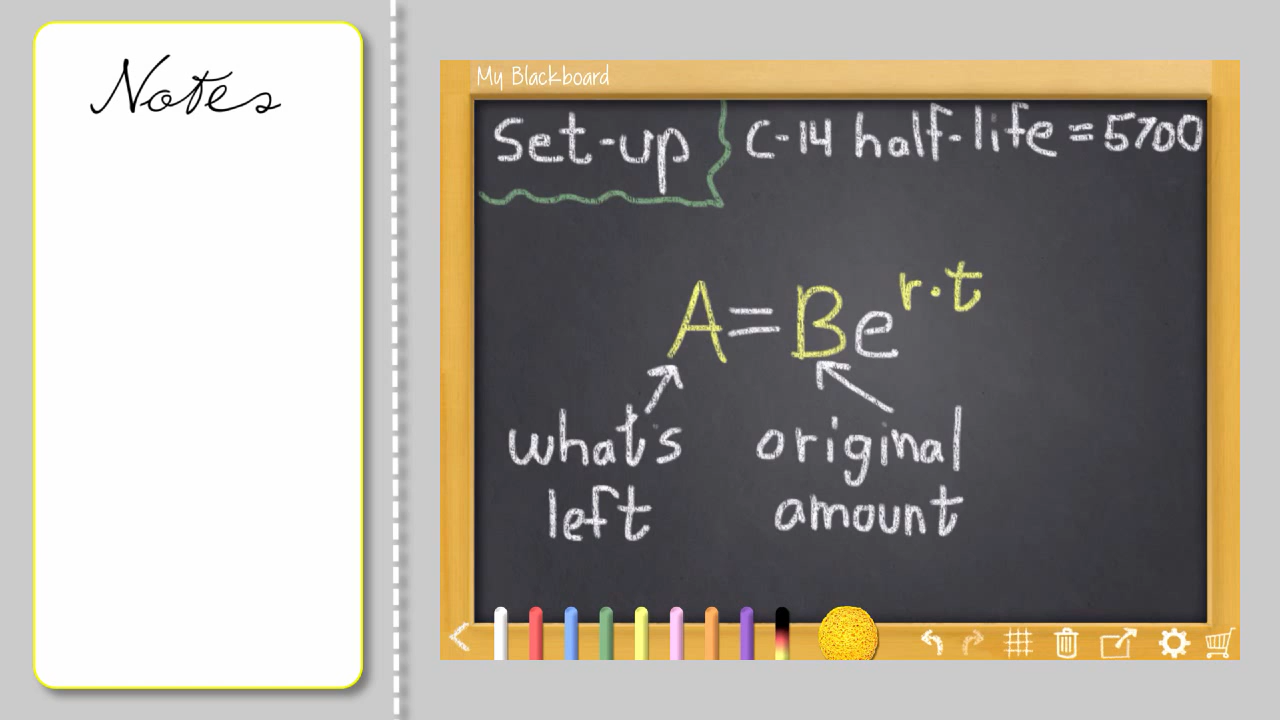 Notes
My Blackboard
Set-up
C-14 half-life = 5700
A = Be^r·t
what's left
original amount